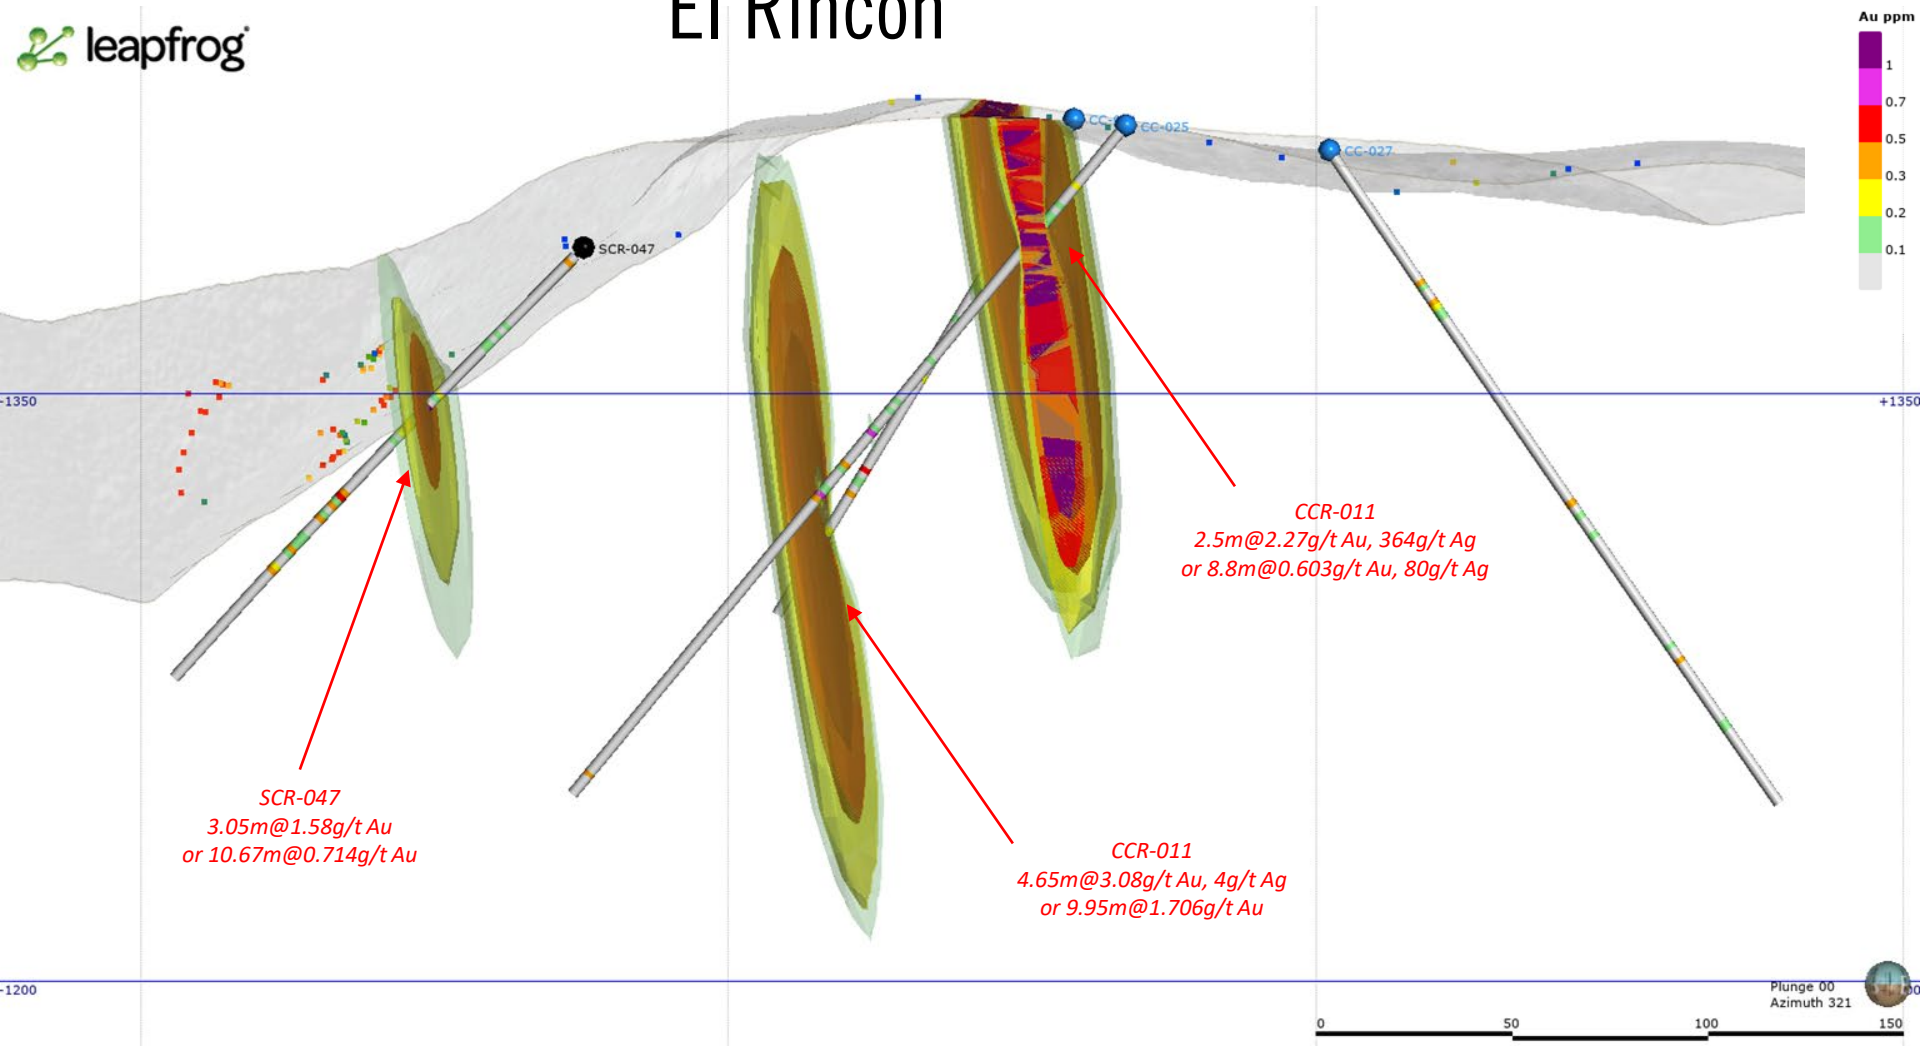 El Rincon
leapfrog
Au ppm
1
0.7
0.5
0.3
0.2
0.1
CC-025
CC-027
SCR-047
-1350
+1350
CCR-011
2.5m@2.27g/t Au, 364g/t Ag
or 8.8m@0.603g/t Au, 80g/t Ag
SCR-047
3.05m@1.58g/t Au
or 10.67m@0.714g/t Au
CCR-011
4.65m@3.08g/t Au, 4g/t Ag
or 9.95m@1.706g/t Au
-1200
Plunge 00
Azimuth 321
0 50 100 150